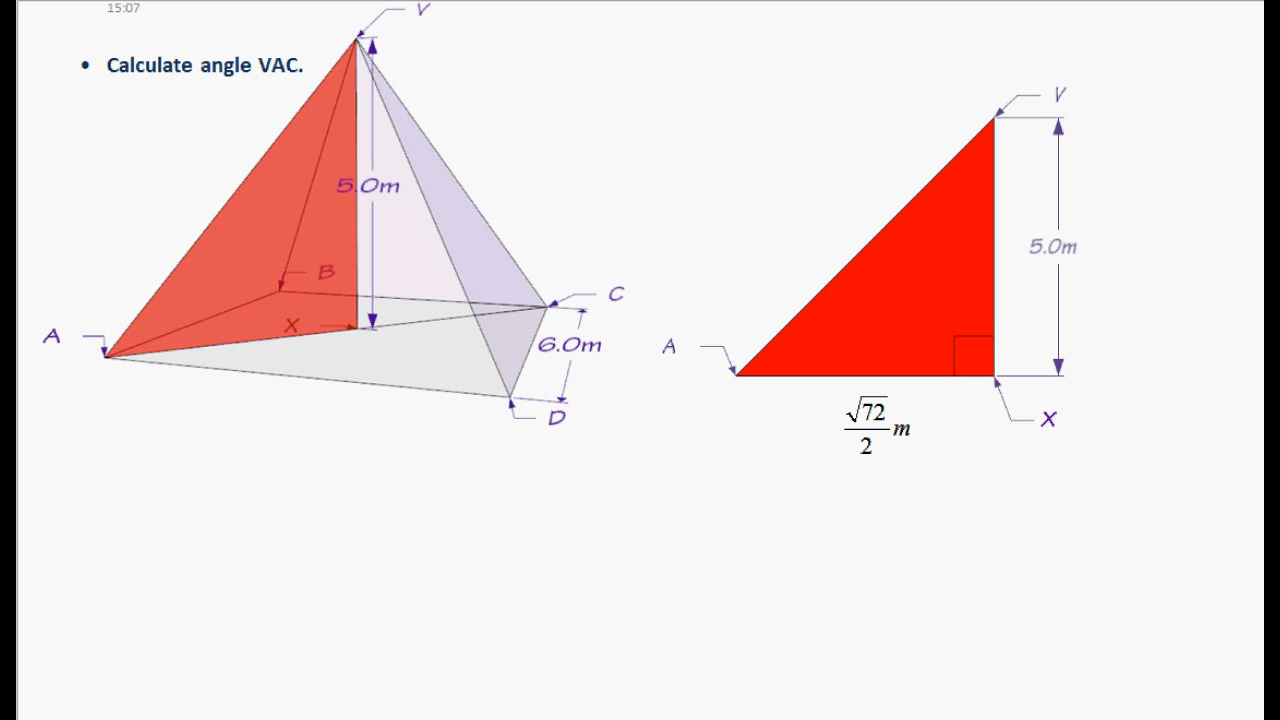 15:07
V
• Calculate angle VAC.
V
5.0m
5.0m
B
C
X
A
6.0m
A
D
√72/2 m
X